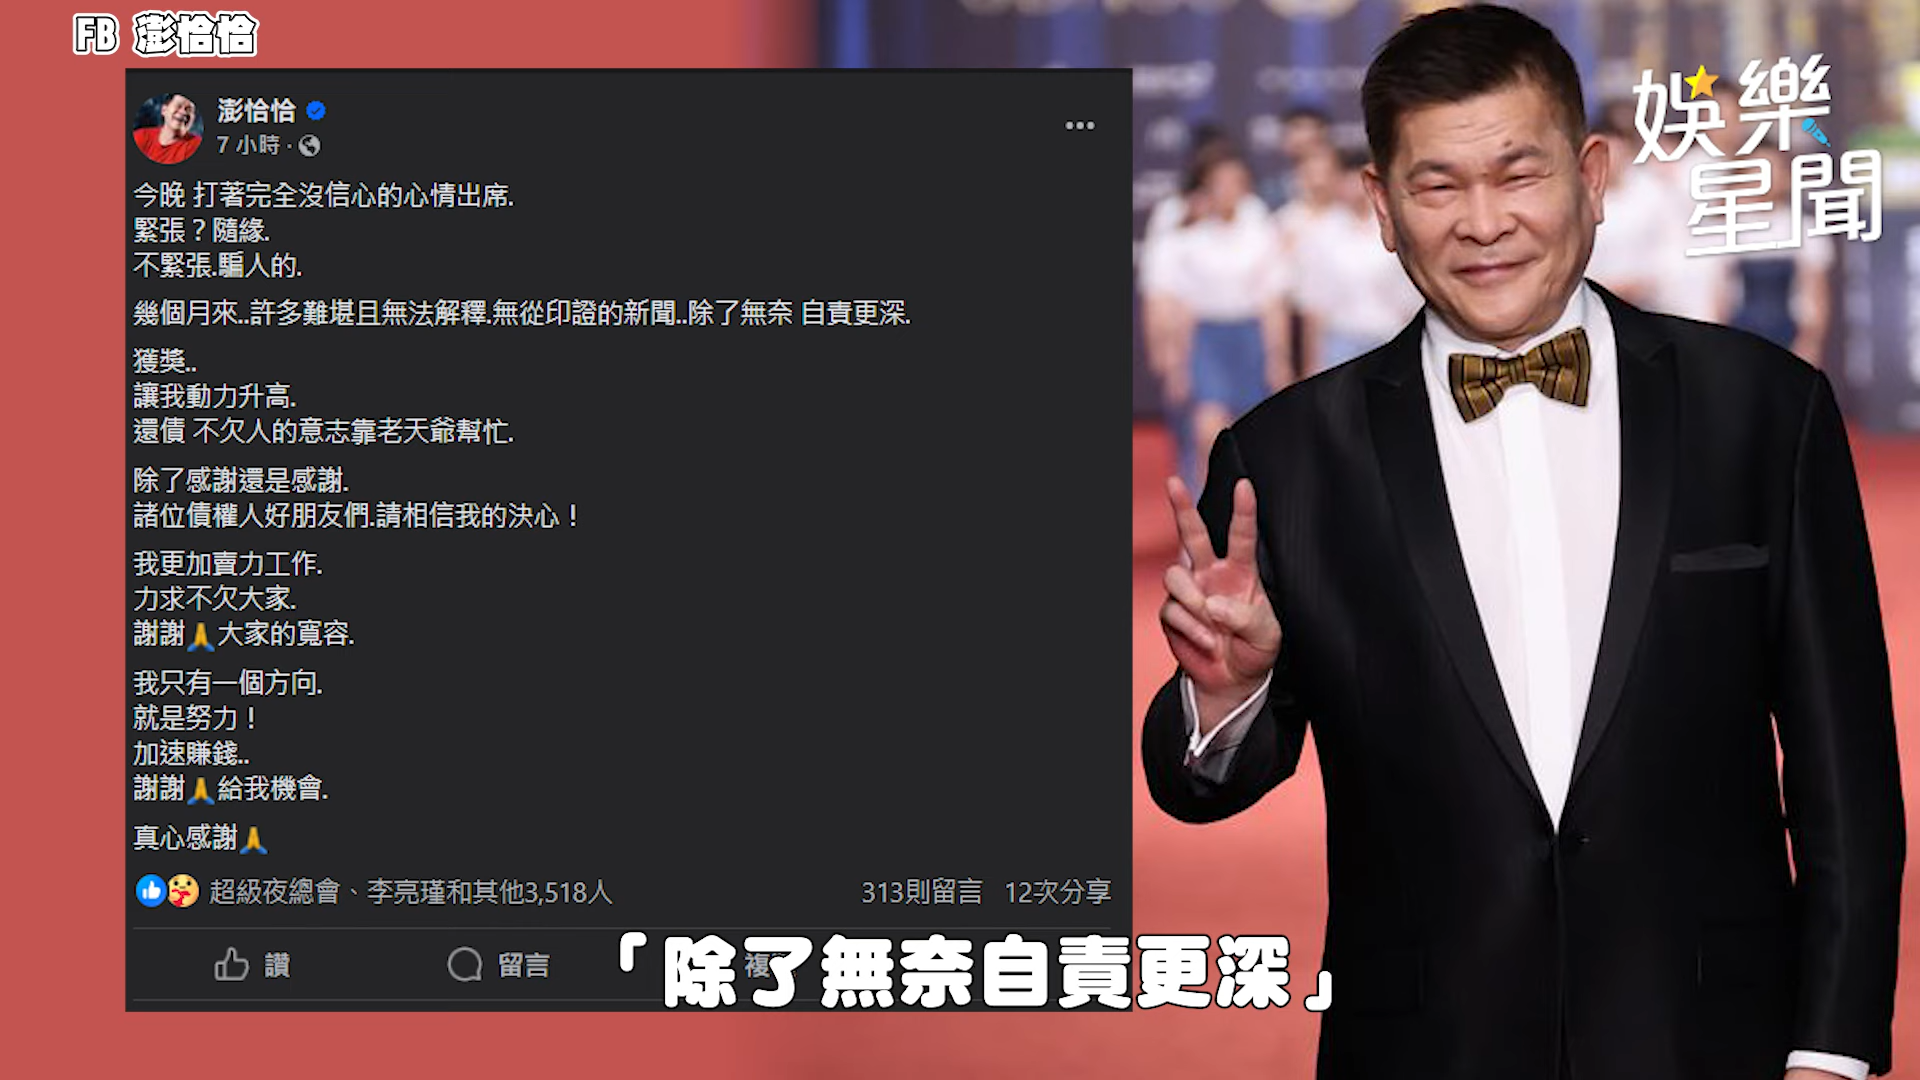 FB 澎恰恰
澎恰恰
7 小時 ·
今晚 打著完全沒信心的心情出席.
緊張？隨緣.
不緊張.騙人的.
幾個月來..許多難堪且無法解釋.無從印證的新聞..除了無奈 自責更深.
獲獎..
讓我動力升高.
還債 不欠人的意志靠老天爺幫忙.
除了感謝還是感謝.
諸位債權人好朋友們.請相信我的決心！
我更加賣力工作.
力求不欠大家.
謝謝🙏大家的寬容.
我只有一個方向.
就是努力！
加速賺錢..
謝謝🙏給我機會.
真心感謝🙏
超級夜總會、李亮瑾和其他3,518人
313則留言 12次分享
讚
留言
複
「除了無奈自責更深」
娛樂
星聞